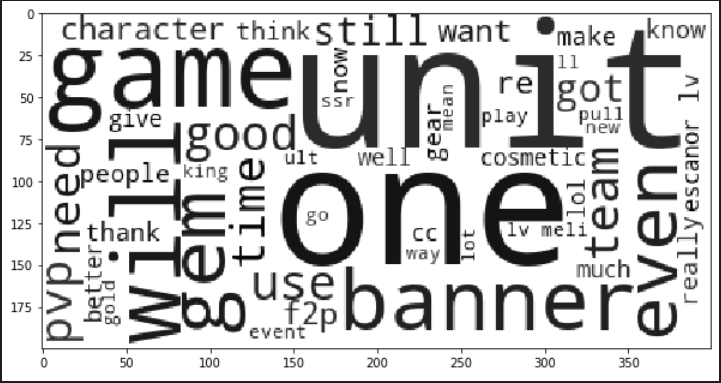 0
25
50
75
100
125
150
175
character think still want make know
game unit
now ll re got
ssr gear mean play pull new
give good
ult well cosmetic
lv
people king
need will gem time one
go
thank cc way lot
lv meli lol team even really escanor
pvp better gold
use much
f2p banner
event
0 50 100 150 200 250 300 350